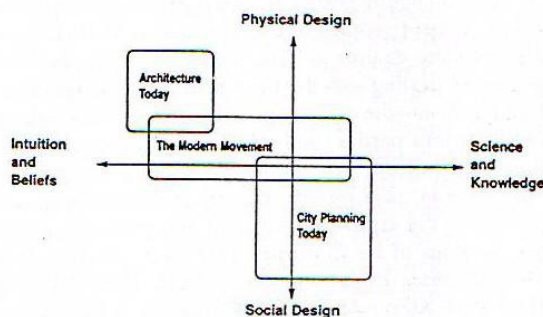 Physical Design
Architecture
Today
Intuition
and
Beliefs
The Modern Movement
Science
and
Knowledge
City Planning
Today
Social Design